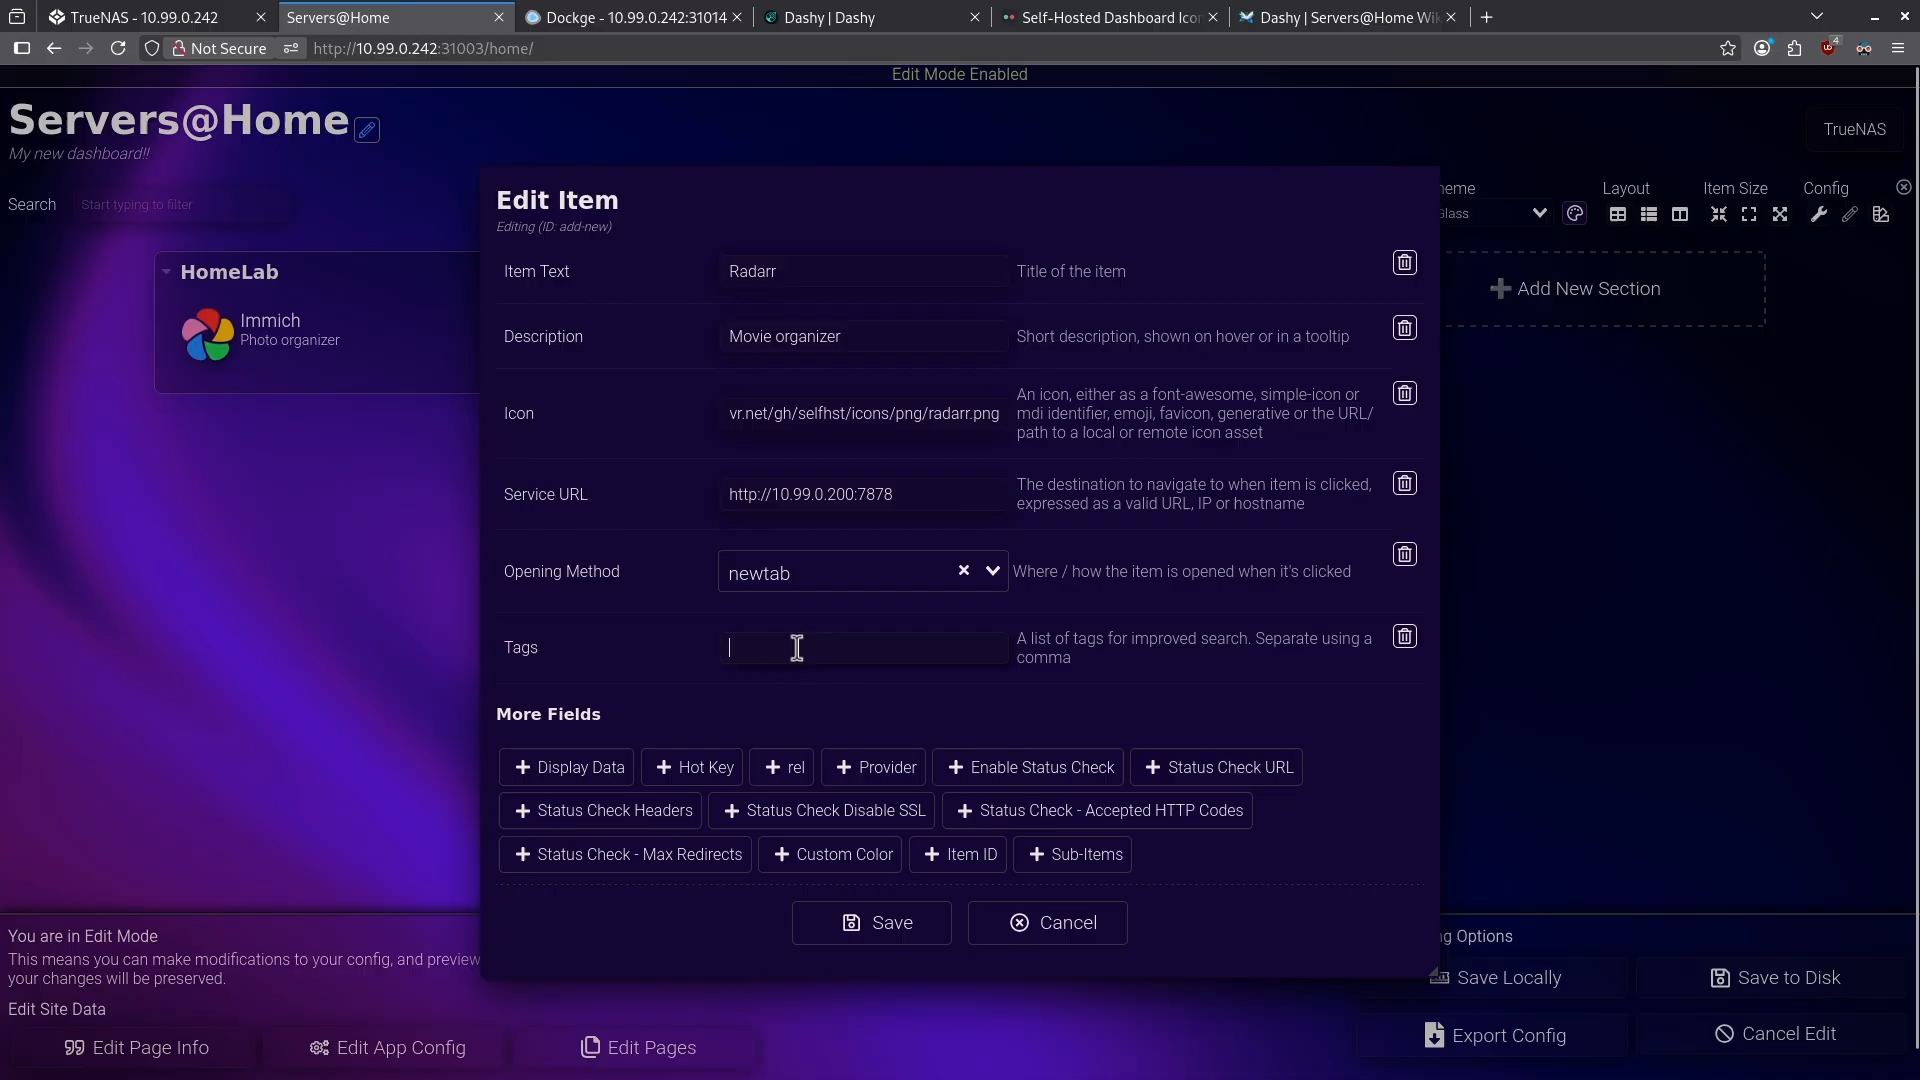 TrueNAS - 10.99.0.242
Servers@Home
Dockge - 10.99.0.242:31014
Dashy | Dashy
Self-Hosted Dashboard Icon
Dashy | Servers@Home Wik
Not Secure
http://10.99.0.242:31003/home/
4
Edit Mode Enabled
Servers@Home
My new dashboard!!
TrueNAS
Search
Start typing to filter
heme
Glass
Layout
Item Size
Config
HomeLab
Immich
Photo organizer
Add New Section
Edit Item
Editing (ID: add-new)
Item Text
Radarr
Title of the item
Description
Movie organizer
Short description, shown on hover or in a tooltip
Icon
vr.net/gh/selfhst/icons/png/radarr.png
An icon, either as a font-awesome, simple-icon or
mdi identifier, emoji, favicon, generative or the URL/
path to a local or remote icon asset
Service URL
http://10.99.0.200:7878
The destination to navigate to when item is clicked,
expressed as a valid URL, IP or hostname
Opening Method
newtab
Where / how the item is opened when it's clicked
Tags
A list of tags for improved search. Separate using a
comma
More Fields
Display Data
Hot Key
rel
Provider
Enable Status Check
Status Check URL
Status Check Headers
Status Check Disable SSL
Status Check - Accepted HTTP Codes
Status Check - Max Redirects
Custom Color
Item ID
Sub-Items
Save
Cancel
You are in Edit Mode
This means you can make modifications to your config, and preview
your changes will be preserved.
Edit Site Data
Edit Page Info
Edit App Config
Edit Pages
ng Options
Save Locally
Save to Disk
Export Config
Cancel Edit